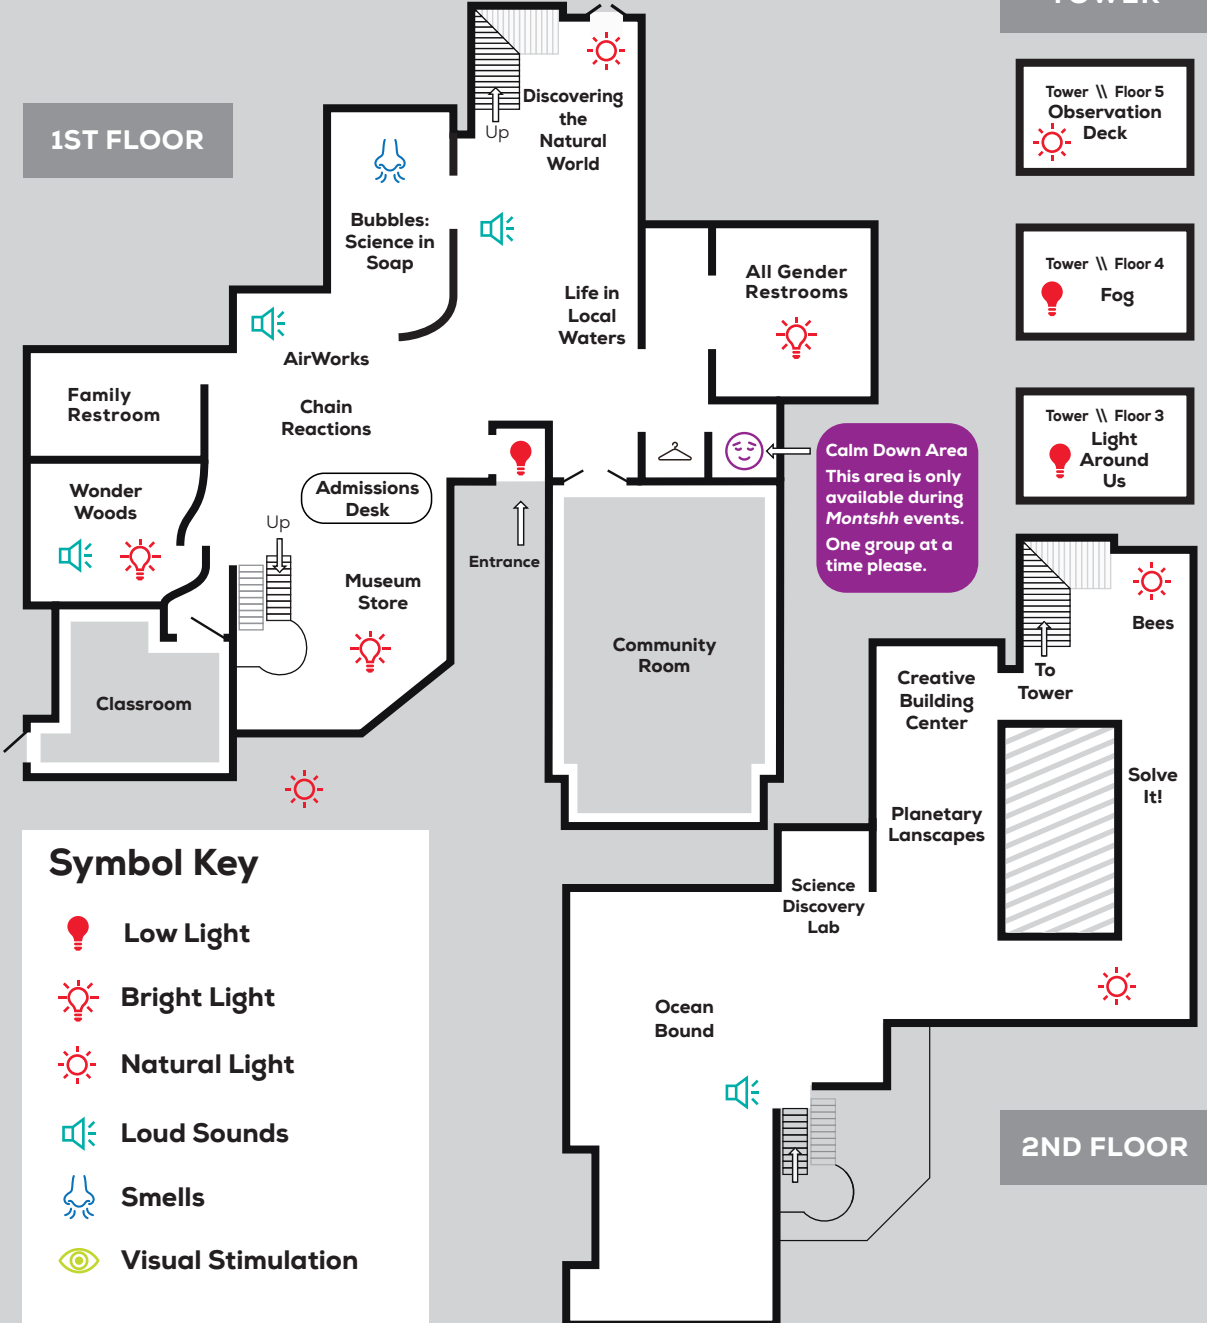 TOWER
1ST FLOOR
Up
Discovering
the
Natural
World
Bubbles:
Science in
Soap
Life in
Local
Waters
All Gender
Restrooms
AirWorks
Family
Restroom
Chain
Reactions
Wonder
Woods
Admissions
Desk
Up
Entrance
Museum
Store
Classroom
Community
Room
Calm Down Area
This area is only
available during
Montshh events.
One group at a
time please.
Tower \\ Floor 5
Observation
Deck
Tower \\ Floor 4
Fog
Tower \\ Floor 3
Light
Around
Us
Bees
To
Tower
Creative
Building
Center
Solve
It!
Planetary
Lanscapes
Science
Discovery
Lab
Ocean
Bound
2ND FLOOR
Symbol Key
Low Light
Bright Light
Natural Light
Loud Sounds
Smells
Visual Stimulation